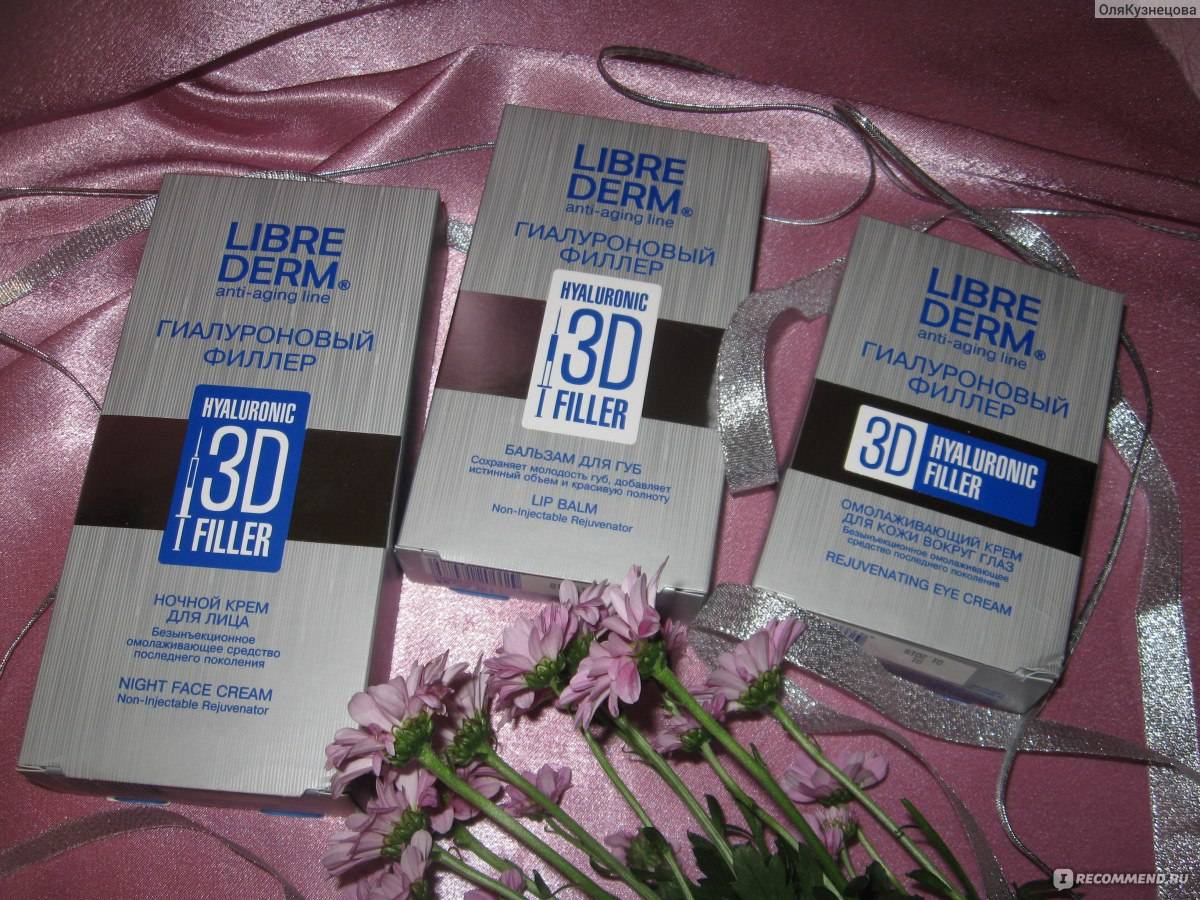 ОляКузнецова
LIBRE
DERM®
anti-aging line
ГИАЛУРОНОВЫЙ
ФИЛЛЕР
HYALURONIC
3D
FILLER
НОЧНОЙ КРЕМ
ДЛЯ ЛИЦА
Безынъекционное
омолаживающее средство
последнего поколения
NIGHT FACE CREAM
Non-Injectable Rejuvenator
LIBRE
DERM®
anti-aging line
ГИАЛУРОНОВЫЙ
ФИЛЛЕР
HYALURONIC
3D
FILLER
БАЛЬЗАМ ДЛЯ ГУБ
Сохраняет молодость губ, добавляет
истинный объем и красивую полноту
LIP BALM
Non-Injectable Rejuvenator
LIBRE
DERM®
anti-aging line
ГИАЛУРОНОВЫЙ
ФИЛЛЕР
3D HYALURONIC
FILLER
ОМОЛАЖИВАЮЩИЙ КРЕМ
ДЛЯ КОЖИ ВОКРУГ ГЛАЗ
Безынъекционное омолаживающее
средство последнего поколения
REJUVENATING EYE CREAM
IRECOMMEND.RU